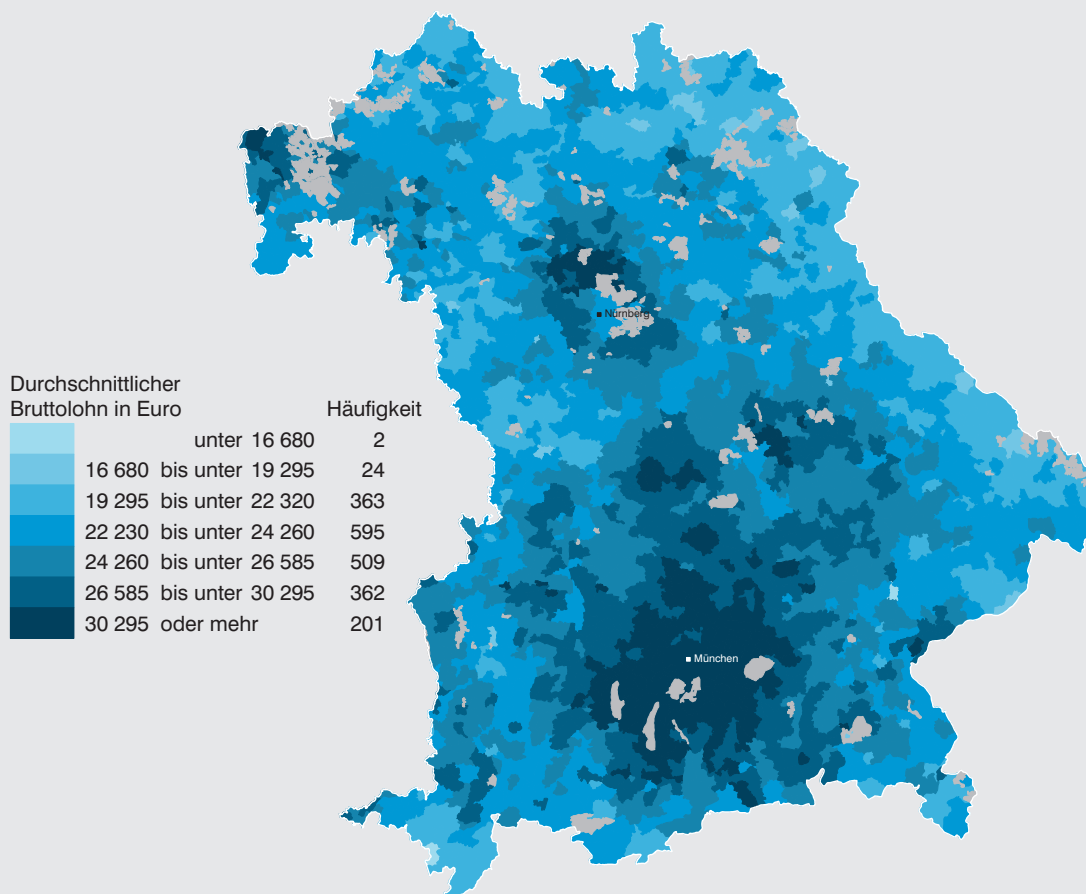 Nürnberg
Durchschnittlicher
Bruttolohn in Euro Häufigkeit
unter 16 680 2
16 680 bis unter 19 295 24
19 295 bis unter 22 320 363
22 230 bis unter 24 260 595
24 260 bis unter 26 585 509
26 585 bis unter 30 295 362
30 295 oder mehr 201
München